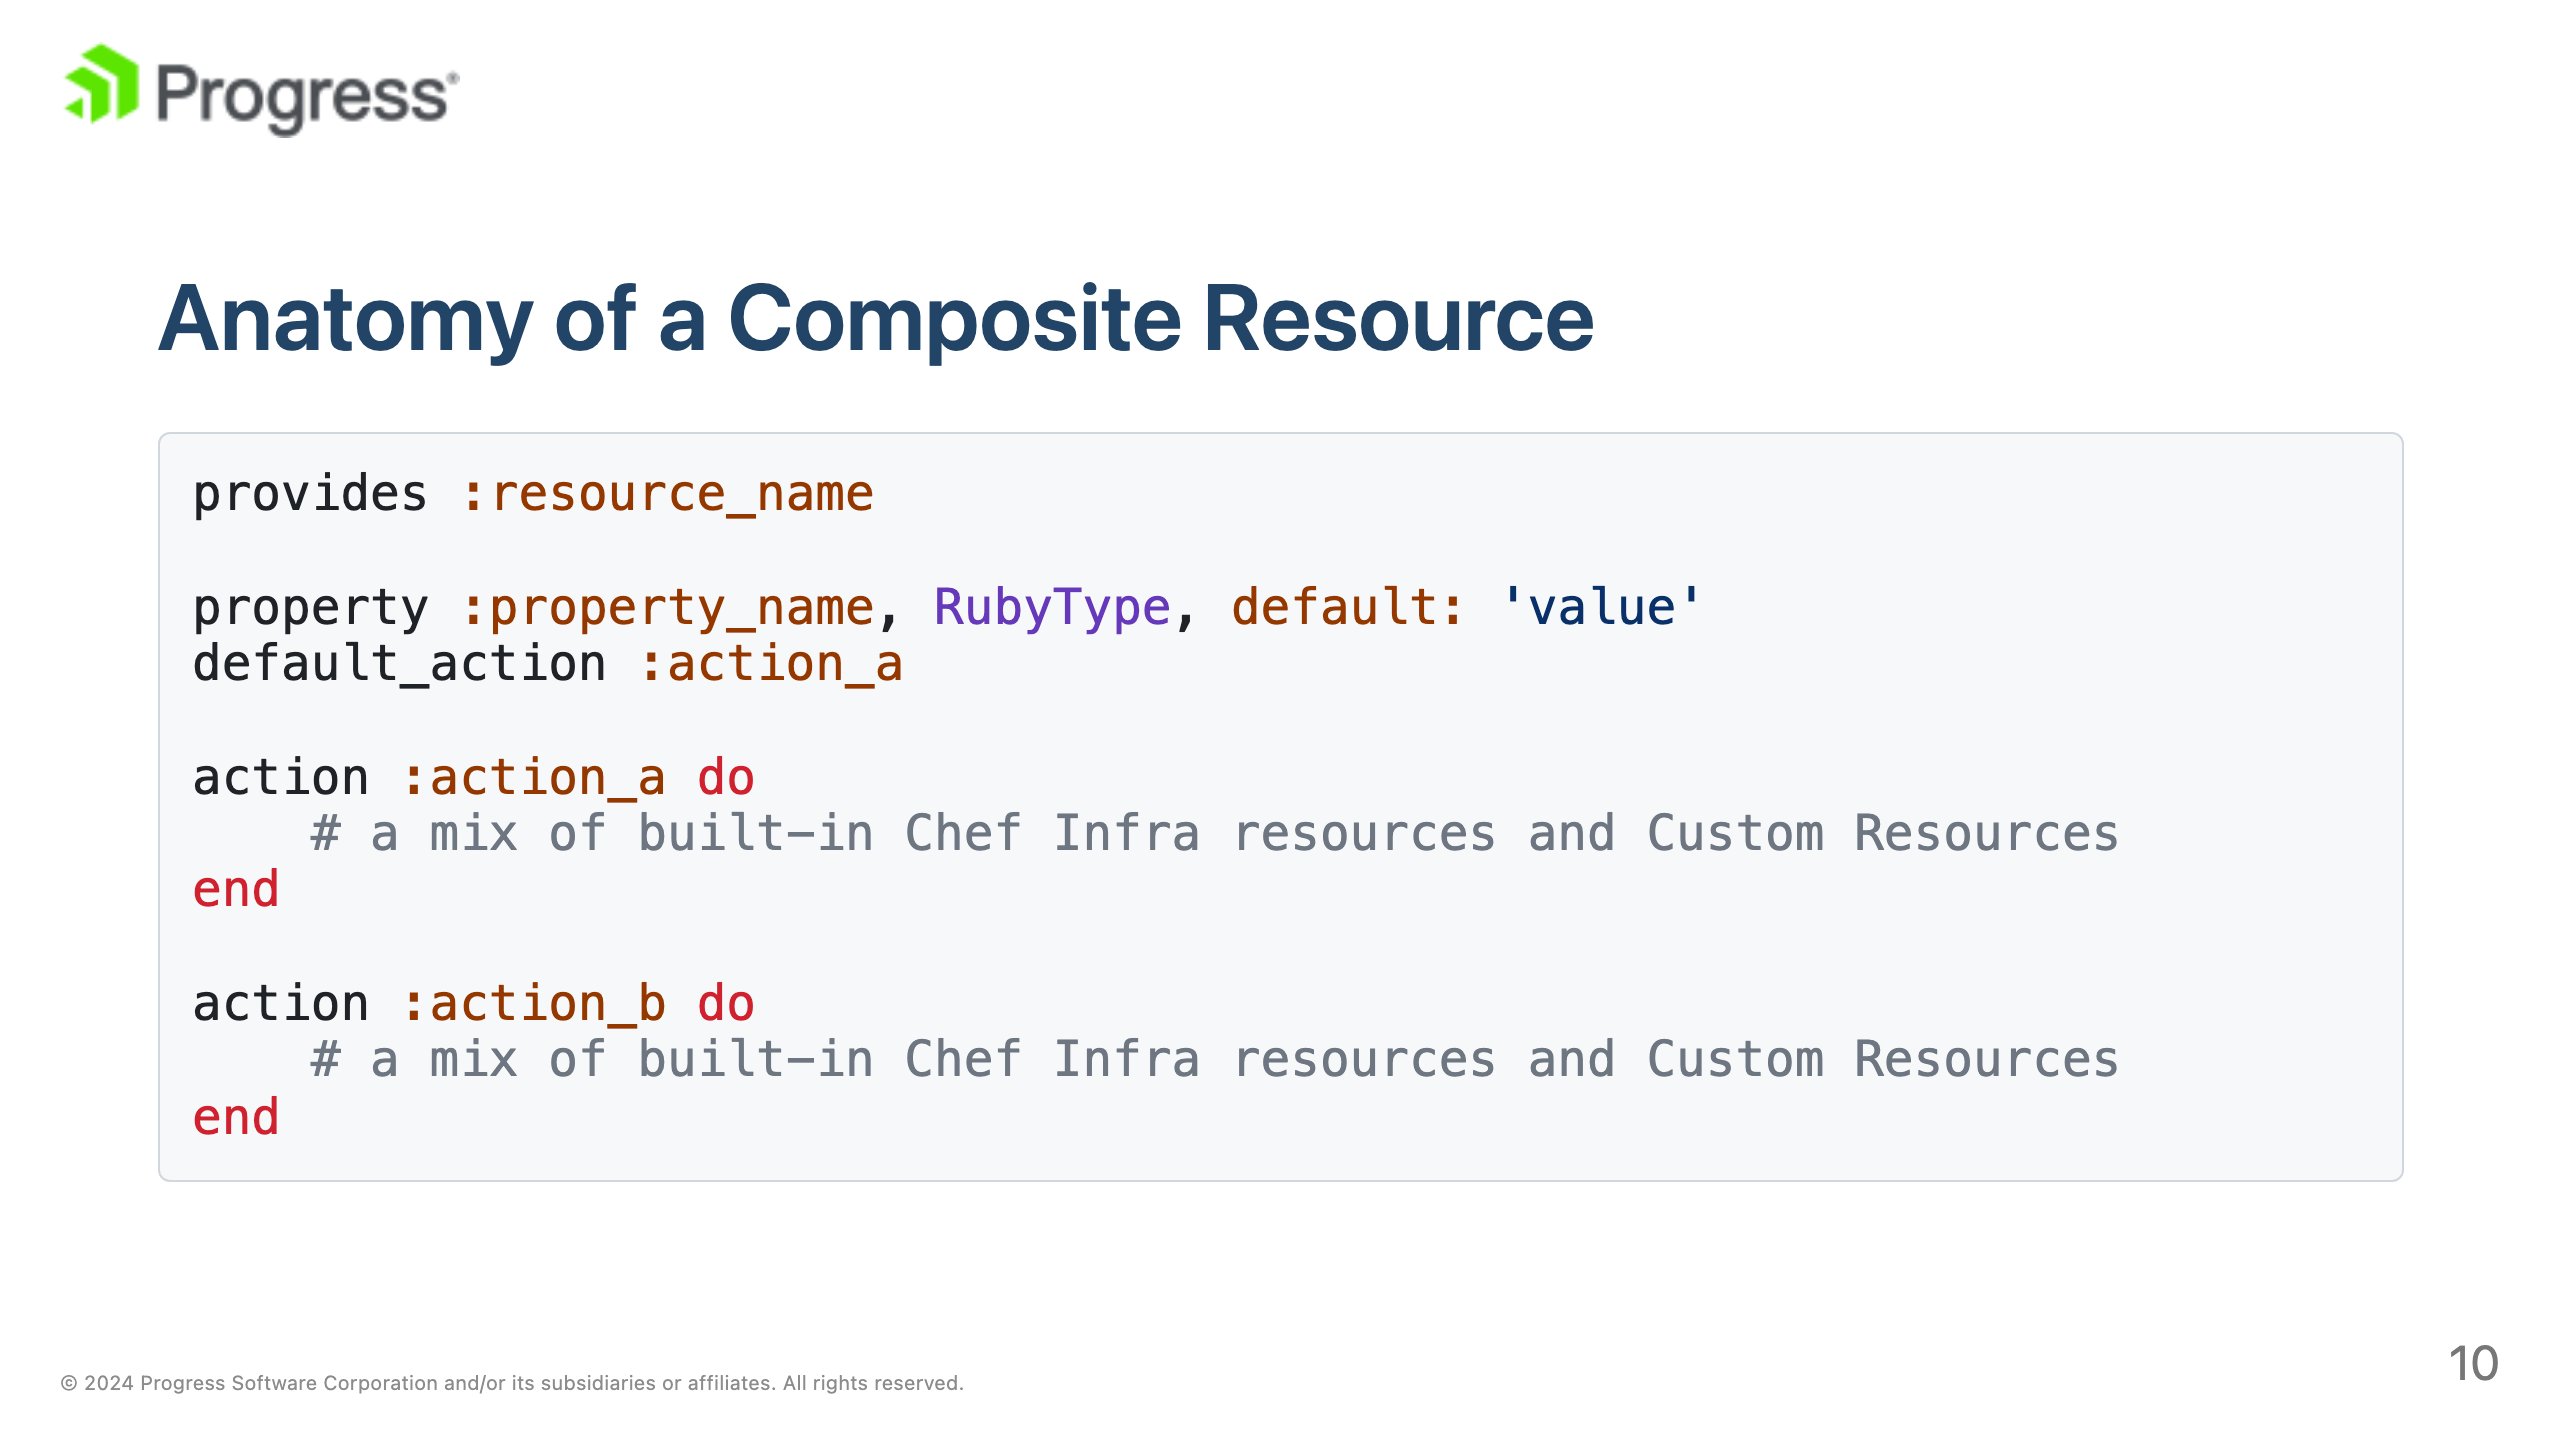 Progress®
Anatomy of a Composite Resource
provides :resource_name
property :property_name, RubyType, default: 'value'
default_action :action_a
action :action_a do
    # a mix of built-in Chef Infra resources and Custom Resources
end
action :action_b do
    # a mix of built-in Chef Infra resources and Custom Resources
end
© 2024 Progress Software Corporation and/or its subsidiaries or affiliates. All rights reserved.
10